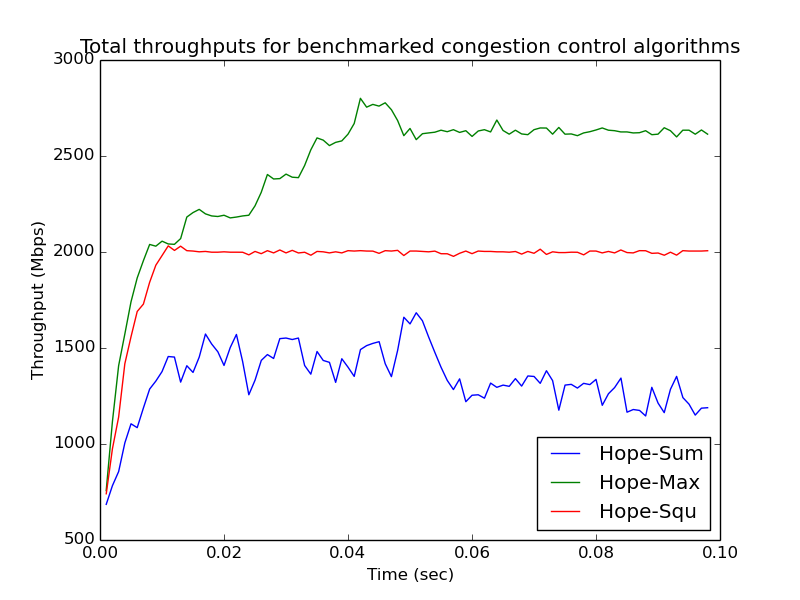 Total throughputs for benchmarked congestion control algorithms
3000
2500
2000
1500
1000
500
Throughput (Mbps)
Hope-Sum
Hope-Max
Hope-Squ
0.00 0.02 0.04 0.06 0.08 0.10
Time (sec)